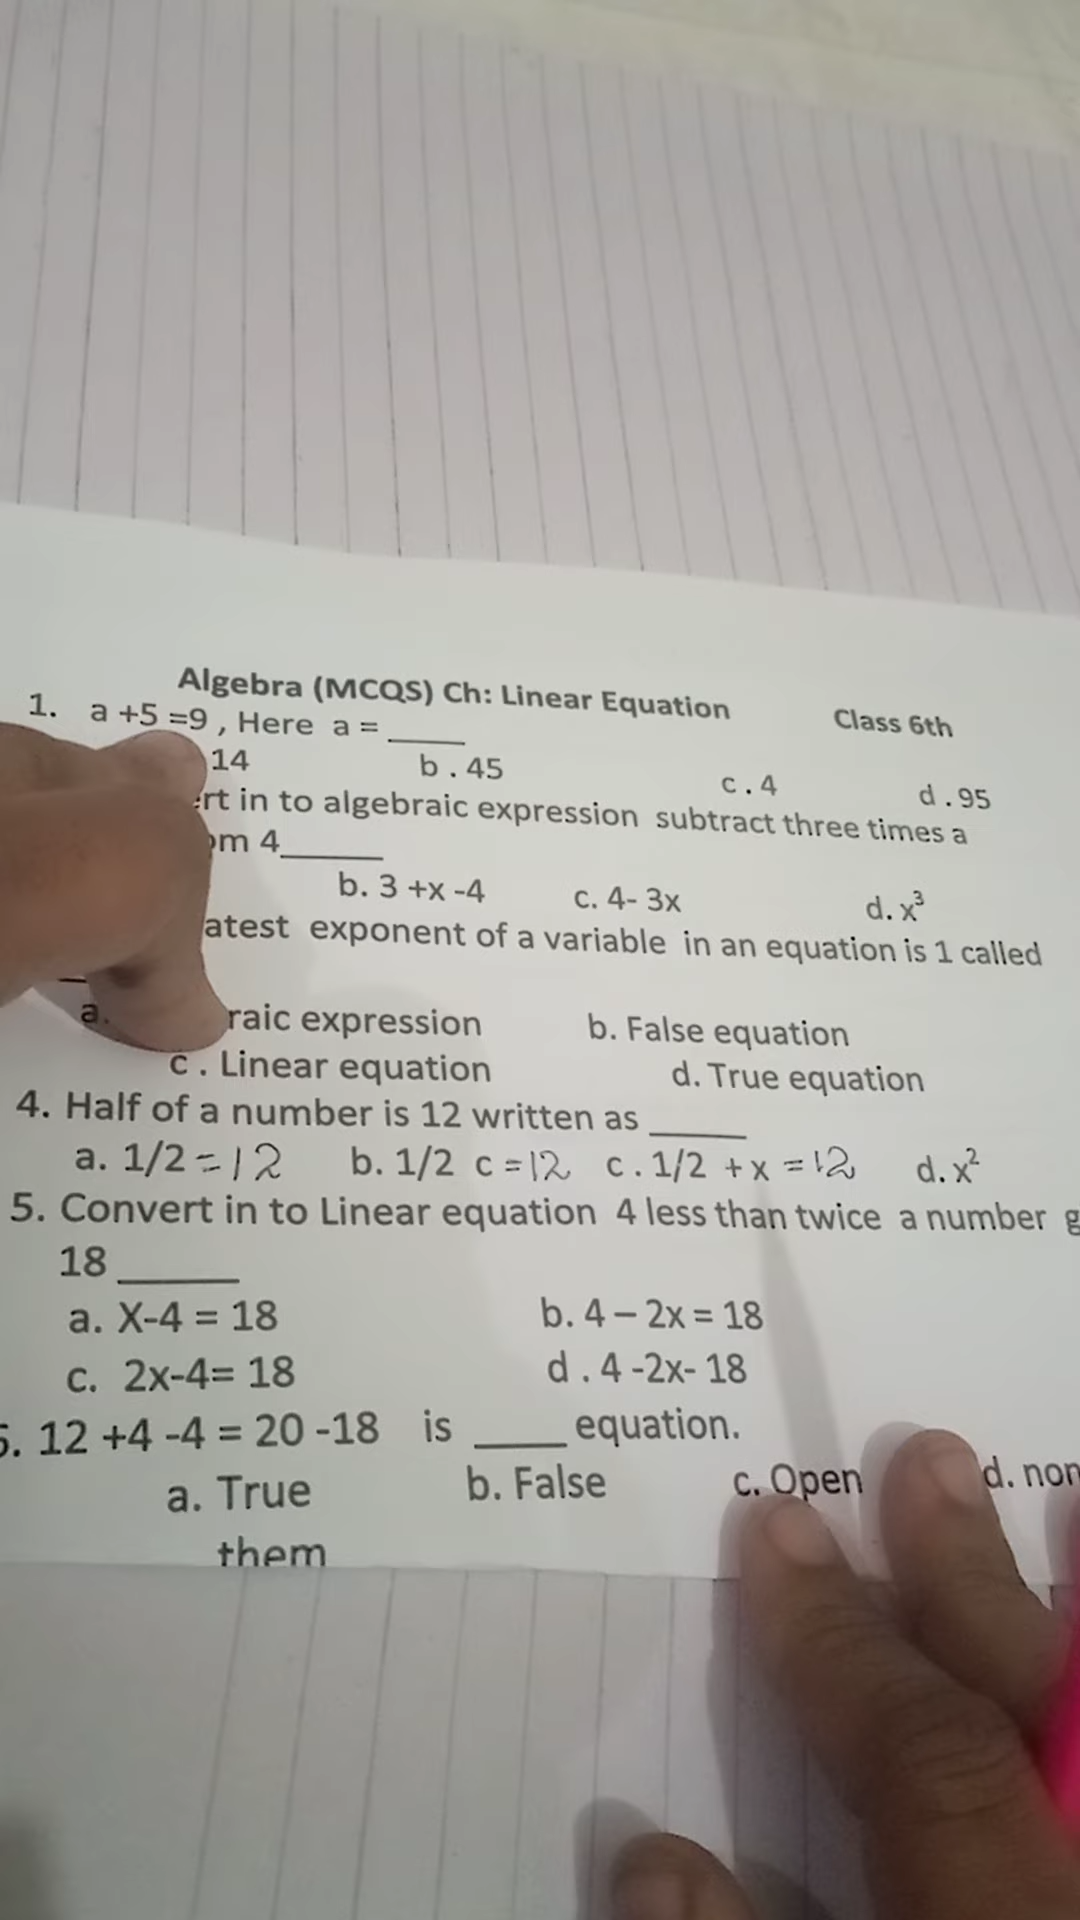 Algebra (MCQS) Ch: Linear Equation Class 6th
1. a +5 =9 , Here a = _____
14 b . 45 c . 4 d . 95
in to algebraic expression subtract three times a
4______
b. 3 +x -4 c. 4- 3x d. x³
exponent of a variable in an equation is 1 called
a. expression b. False equation
c . Linear equation d. True equation
4. Half of a number is 12 written as ______
a. 1/2 = 12 b. 1/2 c = 12 c . 1/2 + x = 12 d. x²
5. Convert in to Linear equation 4 less than twice a number
18 ______
a. X-4 = 18 b. 4 – 2x = 18
c. 2x-4= 18 d . 4 -2x- 18
12 +4 -4 = 20 -18 is ____ equation.
a. True b. False c. Open d.
them